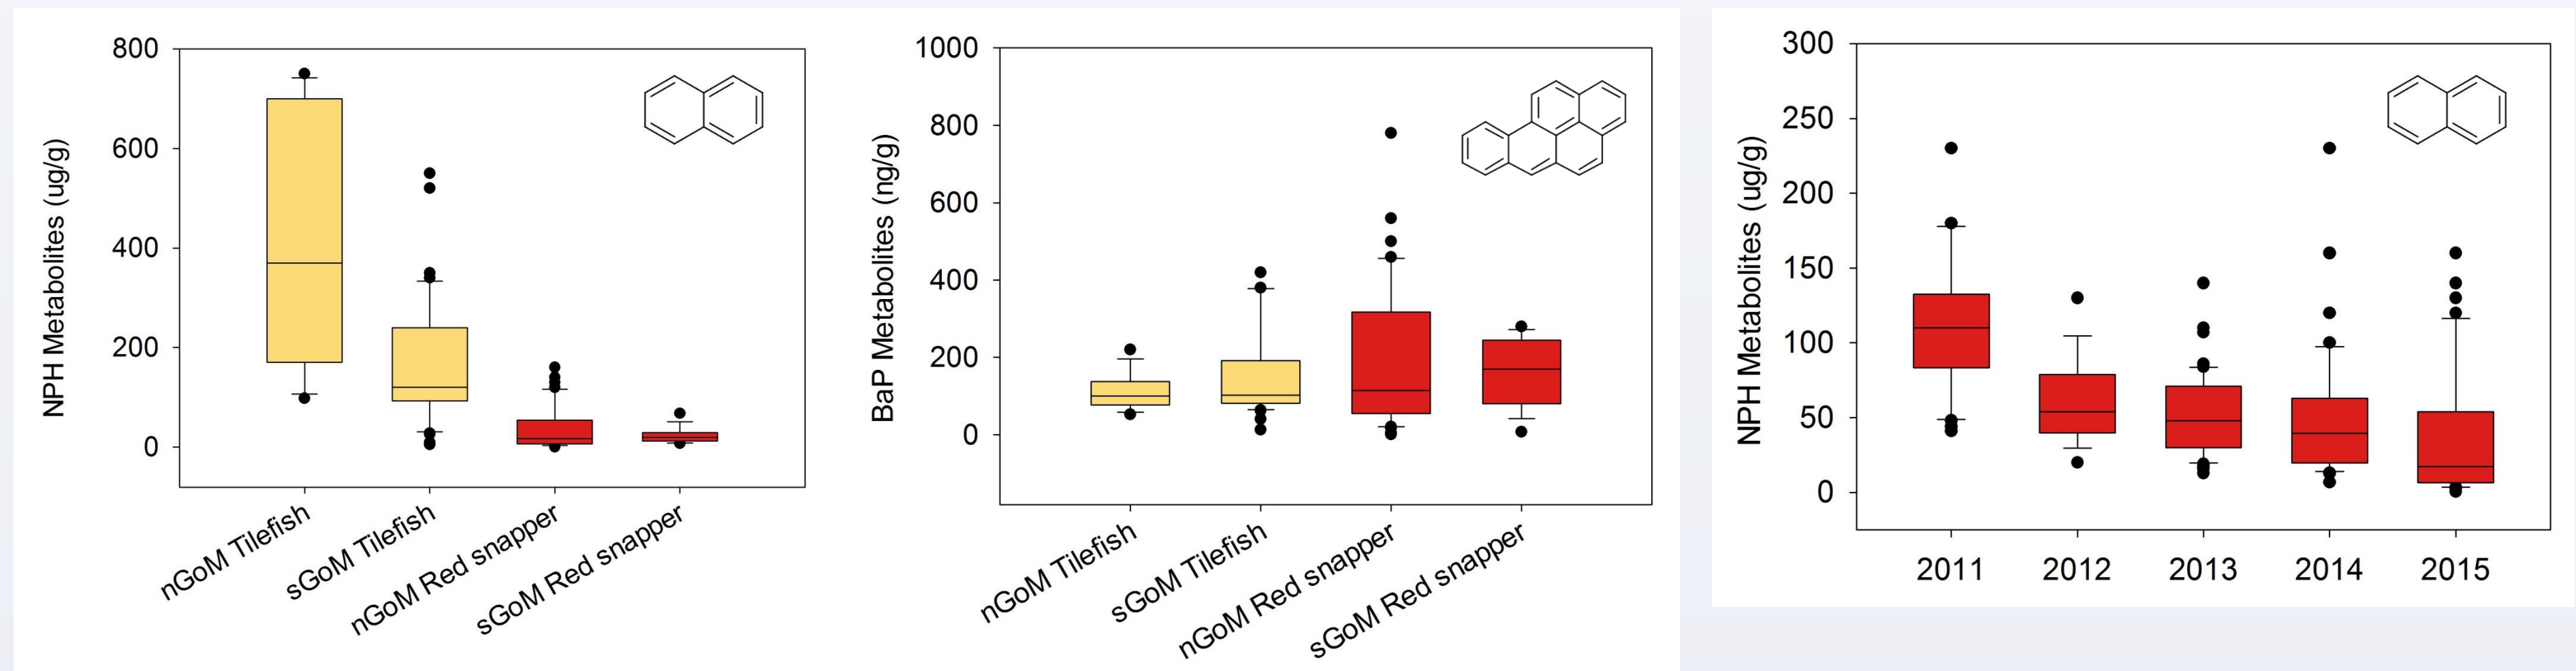 NPH Metabolites (ug/g)
800
600
400
200
0
nGoM Tilefish
sGoM Tilefish
nGoM Red snapper
sGoM Red snapper
BaP Metabolites (ng/g)
1000
800
600
400
200
0
nGoM Tilefish
sGoM Tilefish
nGoM Red snapper
sGoM Red snapper
NPH Metabolites (ug/g)
300
250
200
150
100
50
0
2011
2012
2013
2014
2015